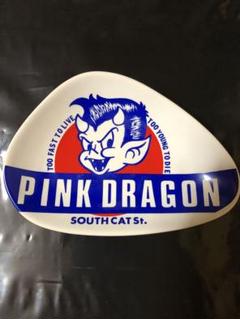 TOO FAST TO LIVE
TOO YOUNG TO DIE
PINK DRAGON
SOUTH CAT St.